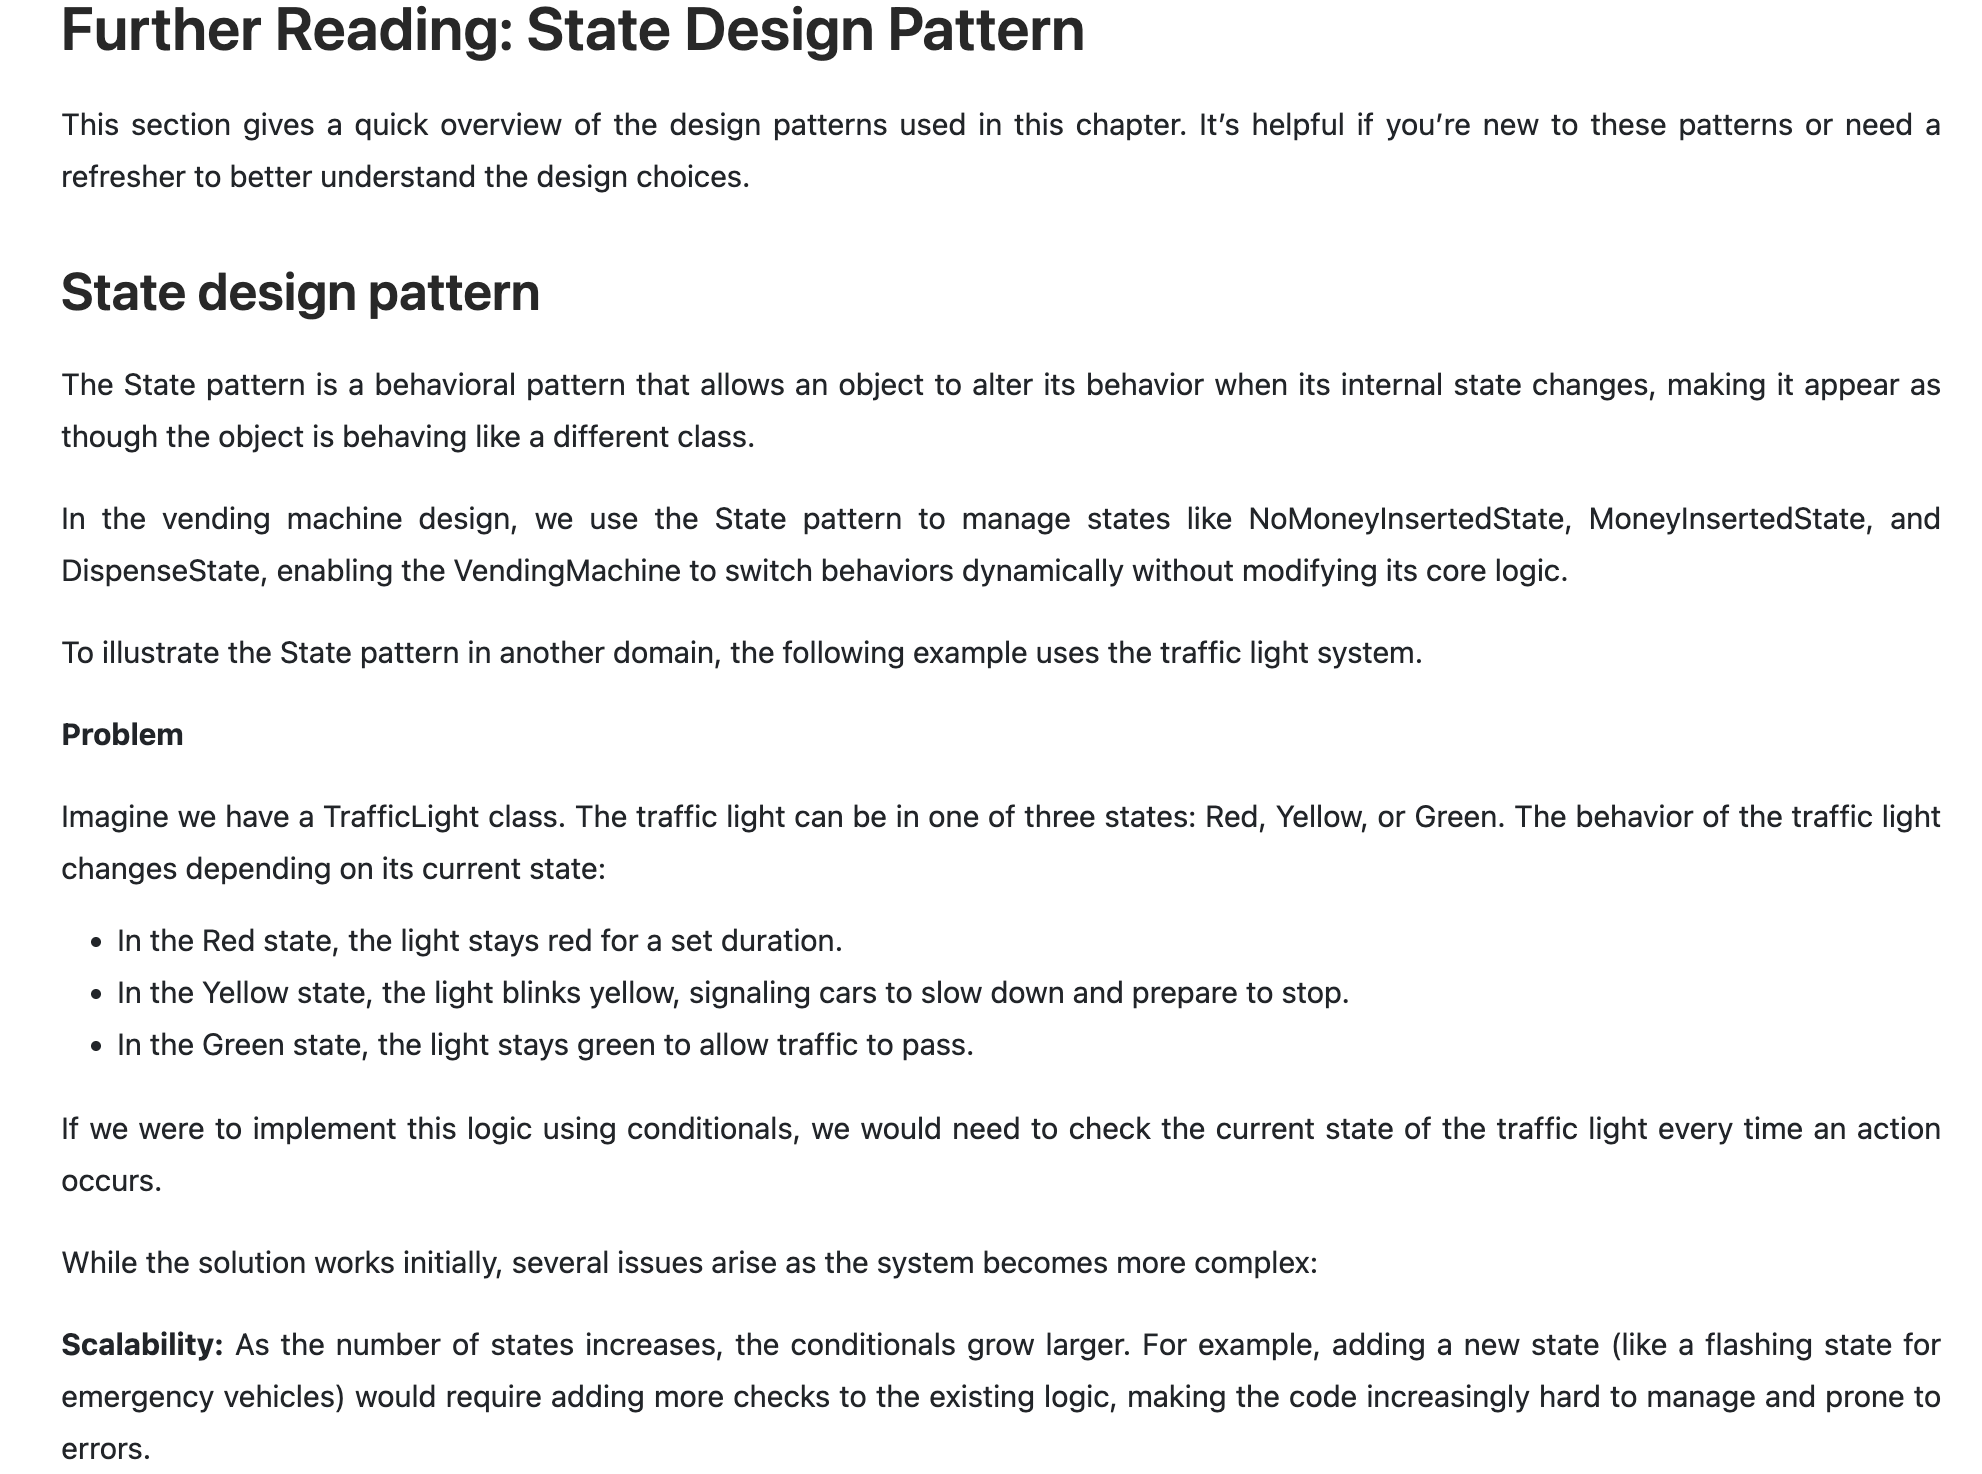 Further Reading: State Design Pattern
This section gives a quick overview of the design patterns used in this chapter. It’s helpful if you’re new to these patterns or need a
refresher to better understand the design choices.
State design pattern
The State pattern is a behavioral pattern that allows an object to alter its behavior when its internal state changes, making it appear as
though the object is behaving like a different class.
In the vending machine design, we use the State pattern to manage states like NoMoneyInsertedState, MoneyInsertedState, and
DispenseState, enabling the VendingMachine to switch behaviors dynamically without modifying its core logic.
To illustrate the State pattern in another domain, the following example uses the traffic light system.
Problem
Imagine we have a TrafficLight class. The traffic light can be in one of three states: Red, Yellow, or Green. The behavior of the traffic light
changes depending on its current state:
• In the Red state, the light stays red for a set duration.
• In the Yellow state, the light blinks yellow, signaling cars to slow down and prepare to stop.
• In the Green state, the light stays green to allow traffic to pass.
If we were to implement this logic using conditionals, we would need to check the current state of the traffic light every time an action
occurs.
While the solution works initially, several issues arise as the system becomes more complex:
Scalability: As the number of states increases, the conditionals grow larger. For example, adding a new state (like a flashing state for
emergency vehicles) would require adding more checks to the existing logic, making the code increasingly hard to manage and prone to
errors.